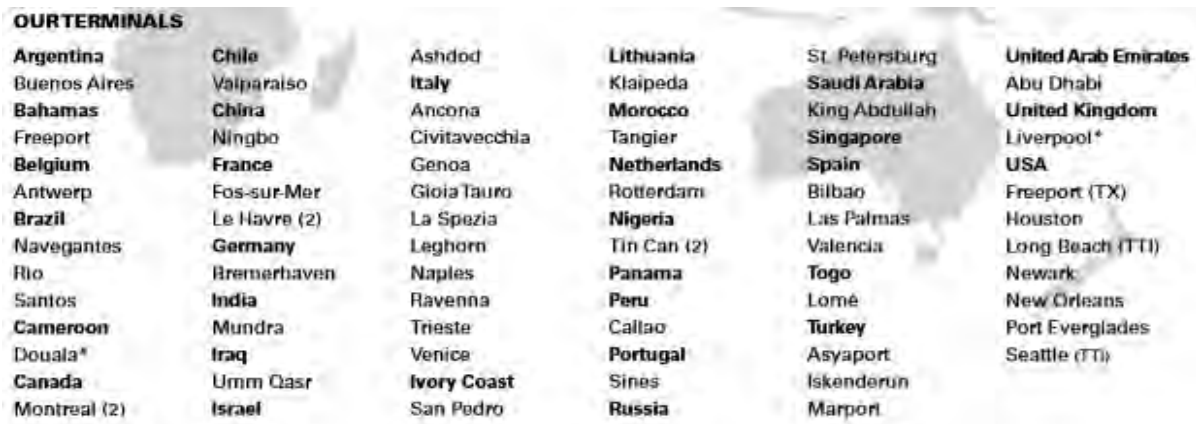 OUR TERMINALS
Argentina
Buenos Aires
Bahamas
Freeport
Belgium
Antwerp
Brazil
Navegantes
Rio
Santos
Cameroon
Douala*
Canada
Montreal (2)
Chile
Valparaiso
China
Ningbo
France
Fos-sur-Mer
Le Havre (2)
Germany
Bremerhaven
India
Mundra
Iraq
Umm Qasr
Israel
Ashdod
Italy
Ancona
Civitavecchia
Genoa
Gioia Tauro
La Spezia
Leghorn
Naples
Ravenna
Trieste
Venice
Ivory Coast
San Pedro
Lithuania
Klaipeda
Morocco
Tangier
Netherlands
Rotterdam
Nigeria
Tin Can (2)
Panama
Peru
Callao
Portugal
Sines
Russia
St. Petersburg
Saudi Arabia
King Abdullah
Singapore
Spain
Bilbao
Las Palmas
Valencia
Togo
Lomé
Turkey
Asyaport
Iskenderun
Marport
United Arab Emirates
Abu Dhabi
United Kingdom
Liverpool*
USA
Freeport (TX)
Houston
Long Beach (TTI)
Newark
New Orleans
Port Everglades
Seattle (TTI)